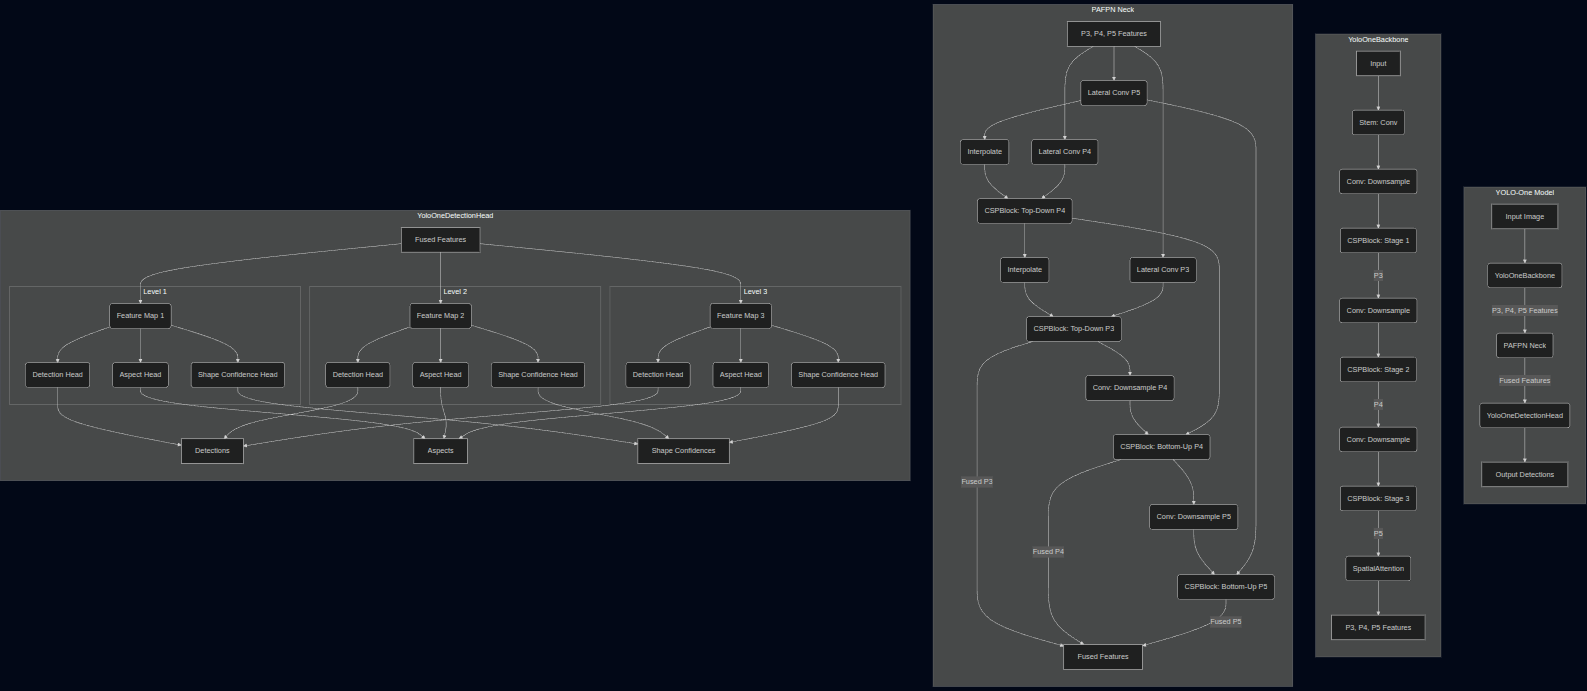 YoloOneDetectionHead
Fused Features
Level 1
Level 2
Level 3
Feature Map 1
Feature Map 2
Feature Map 3
Detection Head
Aspect Head
Shape Confidence Head
Detection Head
Aspect Head
Shape Confidence Head
Detection Head
Aspect Head
Shape Confidence Head
Detections
Aspects
Shape Confidences
PAFPN Neck
P3, P4, P5 Features
Lateral Conv P5
Interpolate
Lateral Conv P4
CSPBlock: Top-Down P4
Interpolate
Lateral Conv P3
CSPBlock: Top-Down P3
Conv: Downsample P4
CSPBlock: Bottom-Up P4
Fused P3
Conv: Downsample P5
Fused P4
CSPBlock: Bottom-Up P5
Fused P5
Fused Features
YoloOneBackbone
Input
Stem: Conv
Conv: Downsample
CSPBlock: Stage 1
P3
Conv: Downsample
CSPBlock: Stage 2
P4
Conv: Downsample
CSPBlock: Stage 3
P5
SpatialAttention
P3, P4, P5 Features
YOLO-One Model
Input Image
YoloOneBackbone
P3, P4, P5 Features
PAFPN Neck
Fused Features
YoloOneDetectionHead
Output Detections